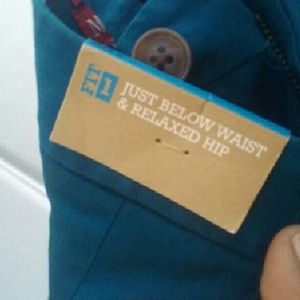 FIT 1
JUST BELOW WAIST
& RELAXED HIP
M